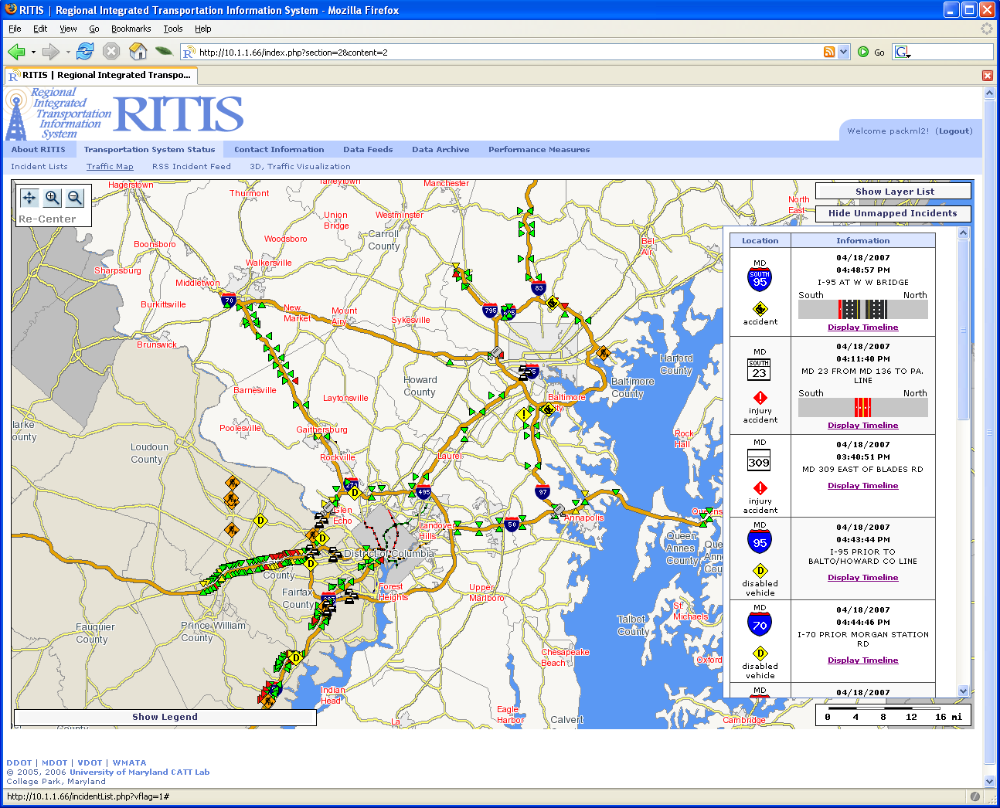 RITIS | Regional Integrated Transportation Information System - Mozilla Firefox
File Edit View Go Bookmarks Tools Help
http://10.1.1.66/index.php?section=2&content=2
Go
RITIS | Regional Integrated Transpo...
Regional
Integrated
Transportation
Information
System
RITIS
Welcome packml2! (Logout)
About RITIS Transportation System Status Contact Information Data Feeds Data Archive Performance Measures
Incident Lists Traffic Map RSS Incident Feed 3D, Traffic Visualization
Re-Center
Show Layer List
Hide Unmapped Incidents
Hagerstown
Thurmont
Manchester
Union
Bridge
Westminster
North
East
Boonsboro
Woodsboro
Carroll
County
Bel
Air
Sharpsburg
Walkersville
Middletwon
83
70
Burkittsville
New
Market
Mount
Airy
Sykesville
795
Brunswick
Harford
County
Howard
County
Baltimore
County
Barnesville
Laytonsville
Baltimore
Poolesville
Gaithersburg
Rock
Hall
Loudoun
County
Rockville
Laurel
495
97
Glen
Echo
Landover
Hills
50
Annapolis
Queen
Annes
County
District of Columbia
County
Fairfax
County
Forest
Heights
Upper
Marlboro
St
Michaels
Fauquier
County
Prince William
County
Talbot
County
Chesapeake
Beach
Oxford
Indian
Head
Eagle
Harbor
Calvert
La
Cambridge
County
Show Legend
Location Information
MD
SOUTH
95
accident
04/18/2007
04:48:57 PM
I-95 AT W W BRIDGE
South North
Display Timeline
MD
SOUTH
23
injury
accident
04/18/2007
04:11:40 PM
MD 23 FROM MD 136 TO PA.
LINE
South North
Display Timeline
MD
309
injury
accident
04/18/2007
03:40:51 PM
MD 309 EAST OF BLADES RD
Display Timeline
MD
95
D
disabled
vehicle
04/18/2007
04:43:44 PM
I-95 PRIOR TO
BALTO/HOWARD CO LINE
Display Timeline
MD
70
D
disabled
vehicle
04/18/2007
04:44:46 PM
I-70 PRIOR MORGAN STATION
RD
Display Timeline
MD
04/18/2007
0 4 8 12 16 mi
DDOT | MDOT | VDOT | WMATA
© 2005, 2006 University of Maryland CATT Lab
College Park, Maryland
http://10.1.1.66/incidentList.php?vflag=1#